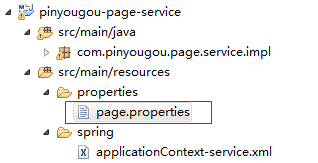 pinyougou-page-service
src/main/java
com.pinyougou.page.service.impl
src/main/resources
properties
page.properties
spring
applicationContext-service.xml